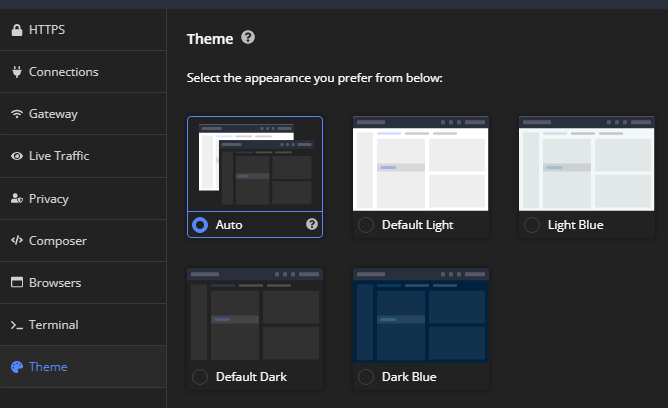 HTTPS
Connections
Gateway
Live Traffic
Privacy
Composer
Browsers
Terminal
Theme
Theme
Select the appearance you prefer from below:
Auto
Default Light
Light Blue
Default Dark
Dark Blue